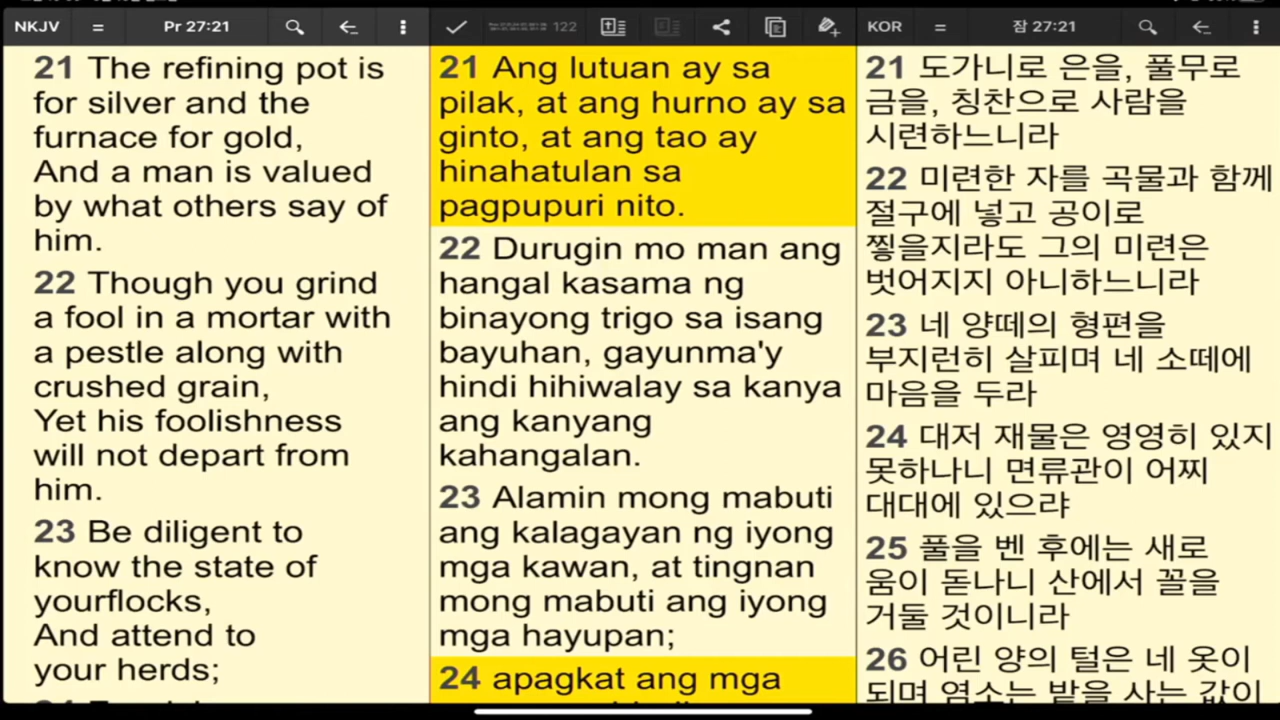 NKJV = Pr 27:21
21 The refining pot is
for silver and the
furnace for gold,
And a man is valued
by what others say of
him.
22 Though you grind
a fool in a mortar with
a pestle along with
crushed grain,
Yet his foolishness
will not depart from
him.
23 Be diligent to
know the state of
yourflocks,
And attend to
your herds;
122
21 Ang lutuan ay sa
pilak, at ang hurno ay sa
ginto, at ang tao ay
hinahatulan sa
pagpupuri nito.
22 Durugin mo man ang
hangal kasama ng
binayong trigo sa isang
bayuhan, gayunma'y
hindi hihiwalay sa kanya
ang kanyang
kahangalan.
23 Alamin mong mabuti
ang kalagayan ng iyong
mga kawan, at tingnan
mong mabuti ang iyong
mga hayupan;
24 apagkat ang mga
KOR = 잠 27:21
21 도가니로 은을, 풀무로
금을, 칭찬으로 사람을
시련하느니라
22 미련한 자를 곡물과 함께
절구에 넣고 공이로
찧을지라도 그의 미련은
벗어지지 아니하느니라
23 네 양떼의 형편을
부지런히 살피며 네 소떼에
마음을 두라
24 대저 재물은 영영히 있지
못하나니 면류관이 어찌
대대에 있으랴
25 풀을 벤 후에는 새로
움이 돋나니 산에서 꼴을
거둘 것이니라
26 어린 양의 털은 네 옷이
되며 염소는 밭을 사는 값이